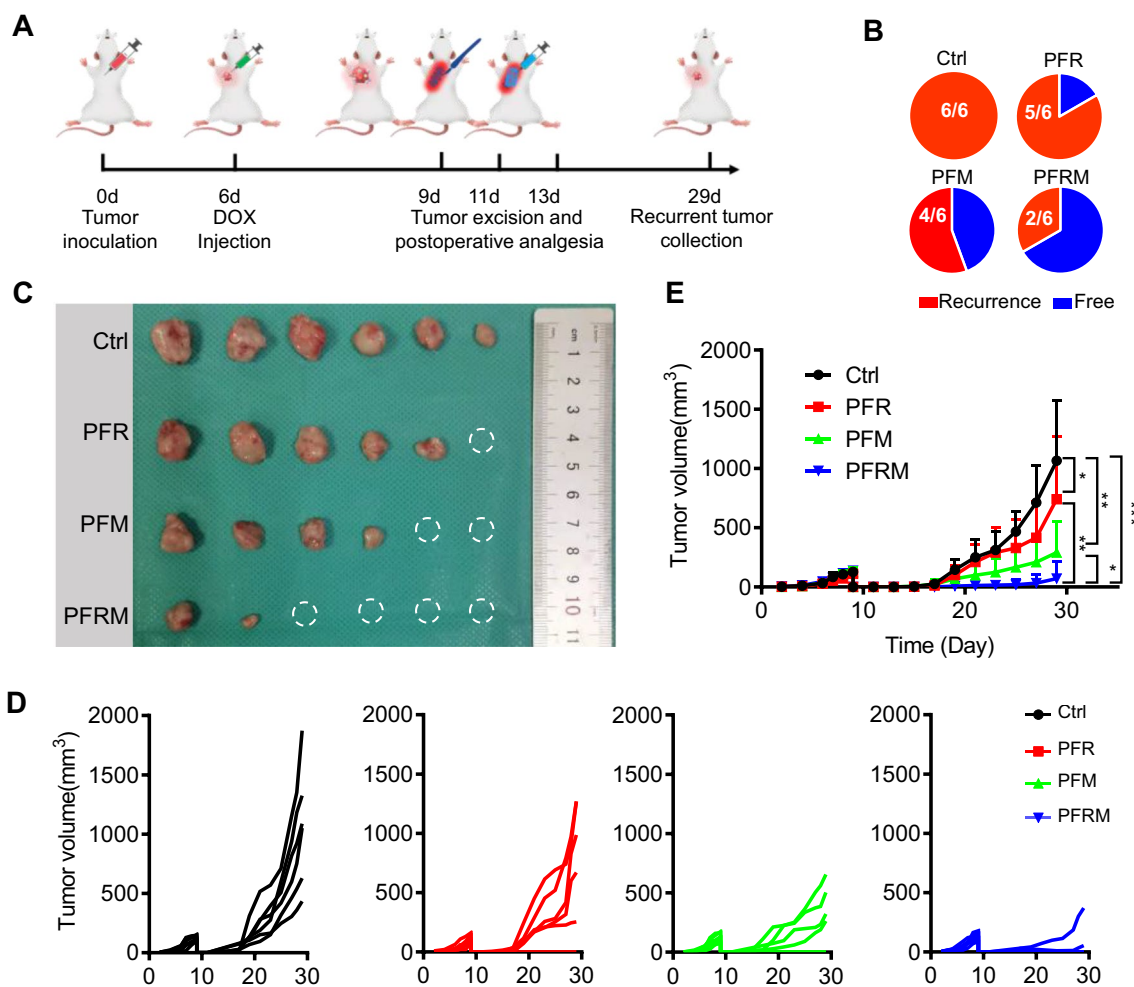 A
0d
6d
9d
11d
13d
29d
Tumor
inoculation
DOX
Injection
Tumor excision and
postoperative analgesia
Recurrent tumor
collection
B
Ctrl
PFR
6/6
5/6
PFM
PFRM
4/6
2/6
Recurrence
Free
C
Ctrl
PFR
PFM
PFRM
cm
1
2
3
4
5
6
7
8
9
10
11
E
Tumor volume(mm³)
2000
1500
1000
500
0
0
10
20
30
Time (Day)
Ctrl
PFR
PFM
PFRM
*
**
***
**
*
D
Tumor volume(mm³)
2000
1500
1000
500
0
0
10
20
30
2000
1500
1000
500
0
0
10
20
30
2000
1500
1000
500
0
0
10
20
30
2000
1500
1000
500
0
0
10
20
30
Ctrl
PFR
PFM
PFRM